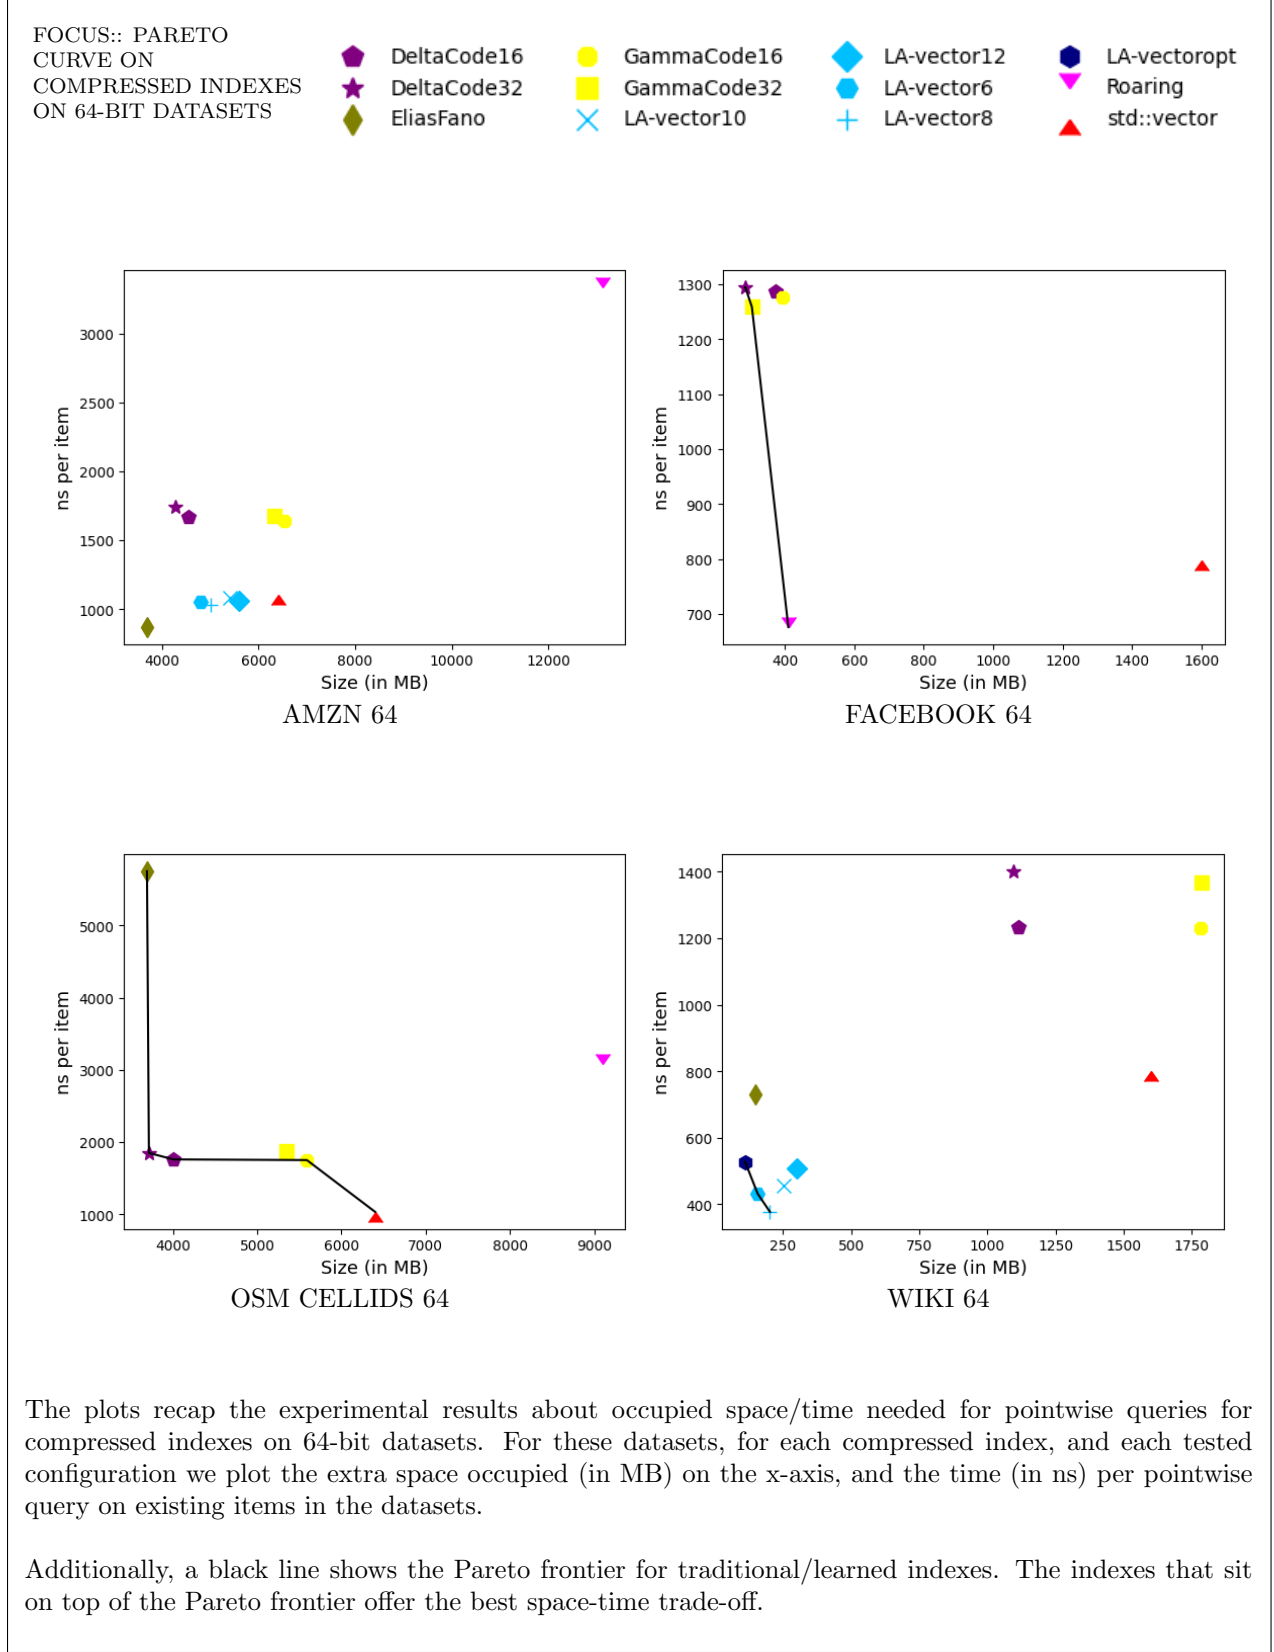 FOCUS:: PARETO
CURVE ON
COMPRESSED INDEXES
ON 64-BIT DATASETS
DeltaCode16
DeltaCode32
EliasFano
GammaCode16
GammaCode32
LA-vector10
LA-vector12
LA-vector6
LA-vector8
LA-vectoropt
Roaring
std::vector
ns per item
3000
2500
2000
1500
1000
4000 6000 8000 10000 12000
Size (in MB)
AMZN 64
ns per item
1300
1200
1100
1000
900
800
700
400 600 800 1000 1200 1400 1600
Size (in MB)
FACEBOOK 64
ns per item
5000
4000
3000
2000
1000
4000 5000 6000 7000 8000 9000
Size (in MB)
OSM CELLIDS 64
ns per item
1400
1200
1000
800
600
400
250 500 750 1000 1250 1500 1750
Size (in MB)
WIKI 64
The plots recap the experimental results about occupied space/time needed for pointwise queries for
compressed indexes on 64-bit datasets. For these datasets, for each compressed index, and each tested
configuration we plot the extra space occupied (in MB) on the x-axis, and the time (in ns) per pointwise
query on existing items in the datasets.
Additionally, a black line shows the Pareto frontier for traditional/learned indexes. The indexes that sit
on top of the Pareto frontier offer the best space-time trade-off.